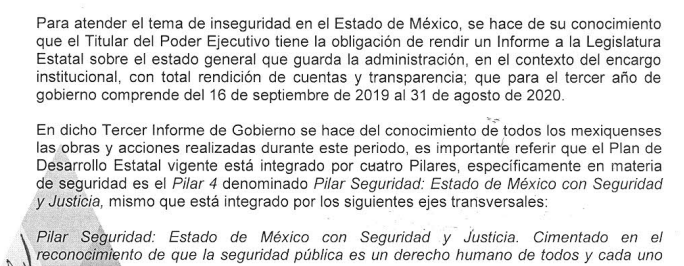 Para atender el tema de inseguridad en el Estado de México, se hace de su conocimiento
que el Titular del Poder Ejecutivo tiene la obligación de rendir un Informe a la Legislatura
Estatal sobre el estado general que guarda la administración, en el contexto del encargo
institucional, con total rendición de cuentas y transparencia; que para el tercer año de
gobierno comprende del 16 de septiembre de 2019 al 31 de agosto de 2020.
En dicho Tercer Informe de Gobierno se hace del conocimiento de todos los mexiquenses
las obras y acciones realizadas durante este periodo, es importante referir que el Plan de
Desarrollo Estatal vigente está integrado por cuatro Pilares, específicamente en materia
de seguridad es el Pilar 4 denominado Pilar Seguridad: Estado de México con Seguridad
y Justicia, mismo que está integrado por los siguientes ejes transversales:
Pilar Seguridad: Estado de México con Seguridad y Justicia. Cimentado en el
reconocimiento de que la seguridad pública es un derecho humano de todos y cada uno